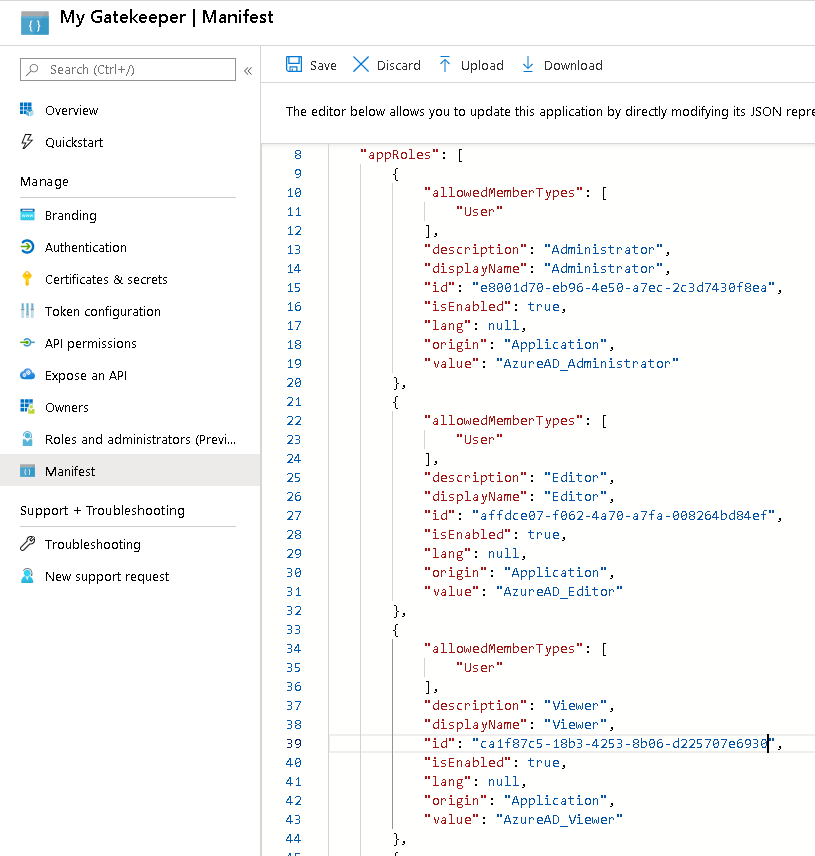 My Gatekeeper | Manifest
Search (Ctrl+/)
«
Overview
Quickstart
Manage
Branding
Authentication
Certificates & secrets
Token configuration
API permissions
Expose an API
Owners
Roles and administrators (Previ...
Manifest
Support + Troubleshooting
Troubleshooting
New support request
Save
Discard
Upload
Download
The editor below allows you to update this application by directly modifying its JSON repre
8 "appRoles": [
9 {
10 "allowedMemberTypes": [
11 "User"
12 ],
13 "description": "Administrator",
14 "displayName": "Administrator",
15 "id": "e8001d70-eb96-4e50-a7ec-2c3d7430f8ea",
16 "isEnabled": true,
17 "lang": null,
18 "origin": "Application",
19 "value": "AzureAD_Administrator"
20 },
21 {
22 "allowedMemberTypes": [
23 "User"
24 ],
25 "description": "Editor",
26 "displayName": "Editor",
27 "id": "affdce07-f062-4a70-a7fa-008264bd84ef",
28 "isEnabled": true,
29 "lang": null,
30 "origin": "Application",
31 "value": "AzureAD_Editor"
32 },
33 {
34 "allowedMemberTypes": [
35 "User"
36 ],
37 "description": "Viewer",
38 "displayName": "Viewer",
39 "id": "ca1f87c5-18b3-4253-8b06-d225707e6930",
40 "isEnabled": true,
41 "lang": null,
42 "origin": "Application",
43 "value": "AzureAD_Viewer"
44 },